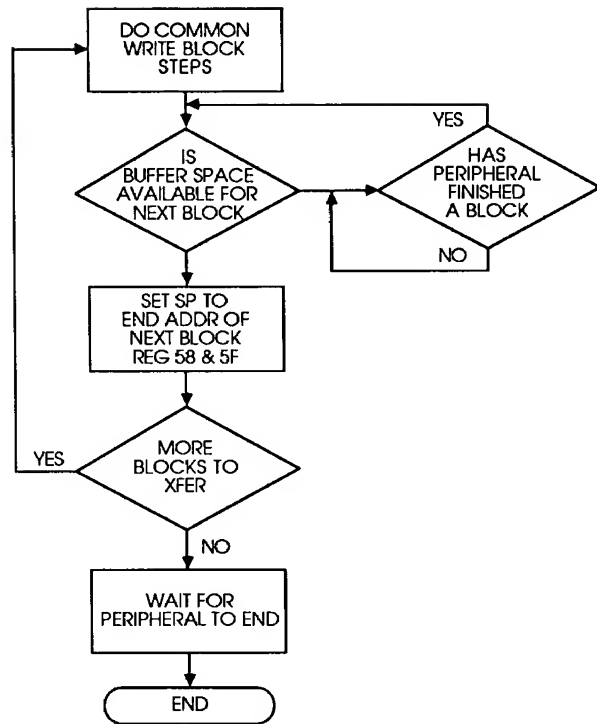 DO COMMON
WRITE BLOCK
STEPS
YES
IS
BUFFER SPACE
AVAILABLE FOR
NEXT BLOCK
HAS
PERIPHERAL
FINISHED
A BLOCK
NO
SET SP TO
END ADDR OF
NEXT BLOCK
REG 58 & 5F
MORE
BLOCKS TO
XFER
YES
NO
WAIT FOR
PERIPHERAL TO END
END